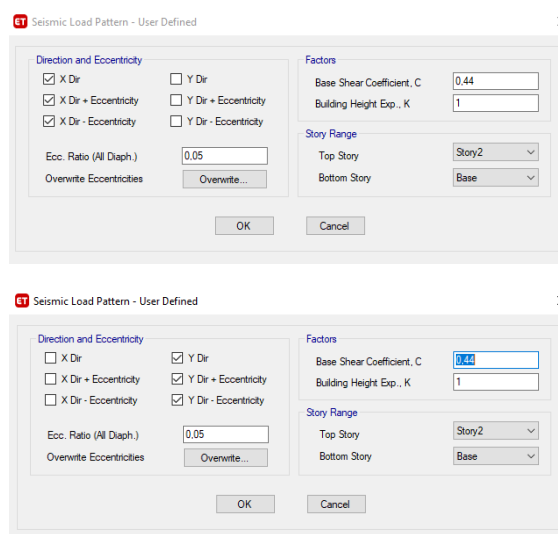 ET Seismic Load Pattern - User Defined
Direction and Eccentricity
X Dir Y Dir
X Dir + Eccentricity Y Dir + Eccentricity
X Dir - Eccentricity Y Dir - Eccentricity
Ecc. Ratio (All Diaph.) 0,05
Overwrite Eccentricities Overwrite...
Factors
Base Shear Coefficient, C 0,44
Building Height Exp., K 1
Story Range
Top Story Story2
Bottom Story Base
OK Cancel
ET Seismic Load Pattern - User Defined
Direction and Eccentricity
X Dir Y Dir
X Dir + Eccentricity Y Dir + Eccentricity
X Dir - Eccentricity Y Dir - Eccentricity
Ecc. Ratio (All Diaph.) 0,05
Overwrite Eccentricities Overwrite...
Factors
Base Shear Coefficient, C 0,44
Building Height Exp., K 1
Story Range
Top Story Story2
Bottom Story Base
OK Cancel